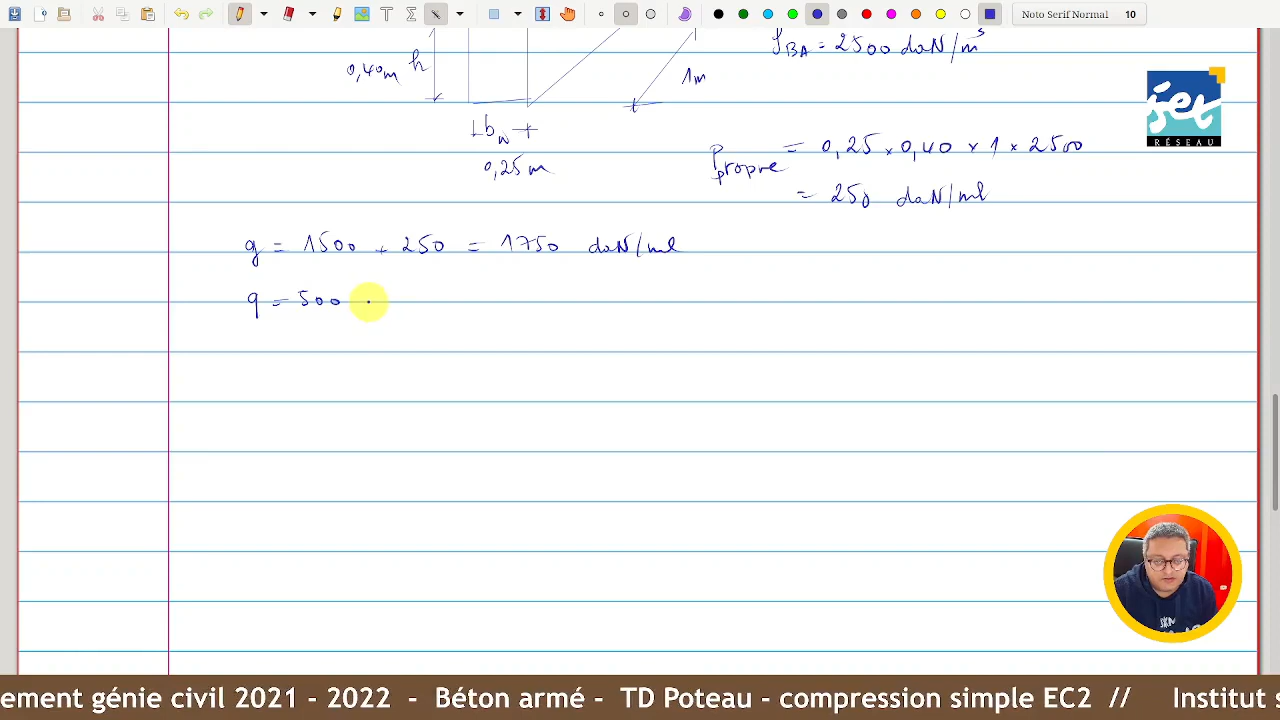 Noto Serif Normal 10
0,40m h
ρBA = 2500 daN/m³
1m
bw
0,25 m
Ppropre = 0,25 × 0,40 × 1 × 2500
= 250 daN/ml
iset
RÉSEAU
g = 1500 + 250 = 1750 daN/ml
q = 500
ement génie civil 2021 - 2022 - Béton armé - TD Poteau - compression simple EC2 // Institut s